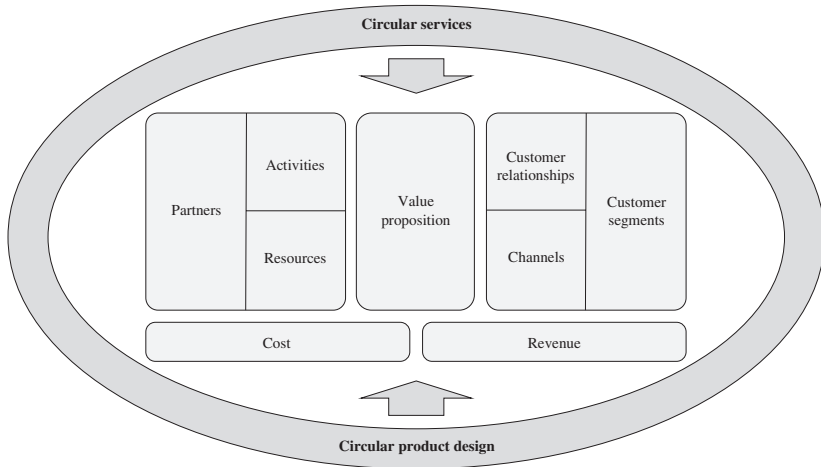 Circular services
Partners
Activities
Resources
Value
proposition
Customer
relationships
Channels
Customer
segments
Cost
Revenue
Circular product design